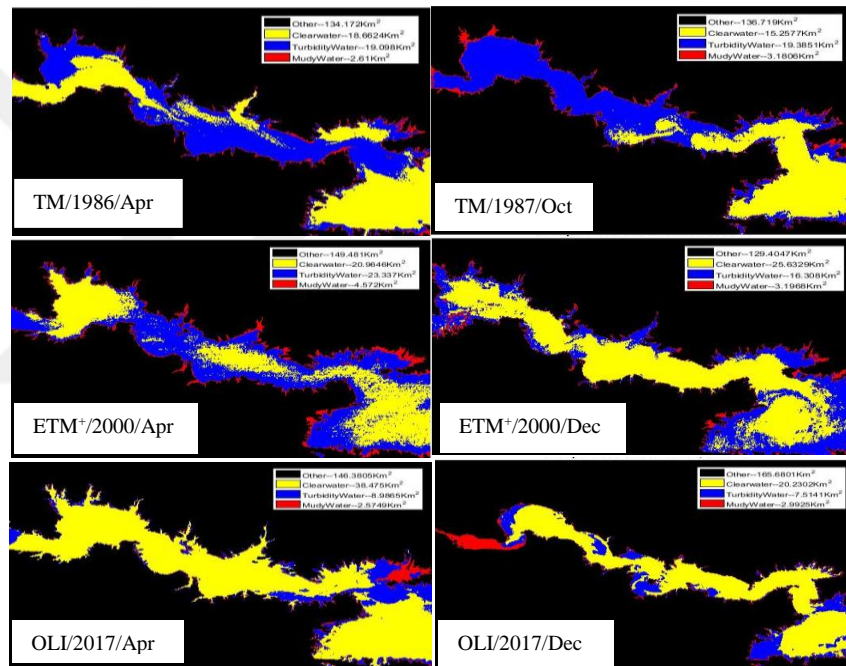 Other--134.172Km²
Clearwater--18.6624Km²
TurbidityWater--19.098Km²
MudyWater--2.61Km²
TM/1986/Apr
Other--136.719Km²
Clearwater--15.2577Km²
TurbidityWater--19.3851Km²
MudyWater--3.1806Km²
TM/1987/Oct
Other--149.481Km²
Clearwater--20.9646Km²
TurbidityWater--23.337Km²
MudyWater--4.572Km²
ETM⁺/2000/Apr
Other--129.4047Km²
Clearwater--25.6329Km²
TurbidityWater--16.308Km²
MudyWater--3.1968Km²
ETM⁺/2000/Dec
Other--146.3805Km²
Clearwater--38.475Km²
TurbidityWater--8.9865Km²
MudyWater--2.5749Km²
OLI/2017/Apr
Other--165.6801Km²
Clearwater--20.2302Km²
TurbidityWater--7.5141Km²
MudyWater--2.9925Km²
OLI/2017/Dec